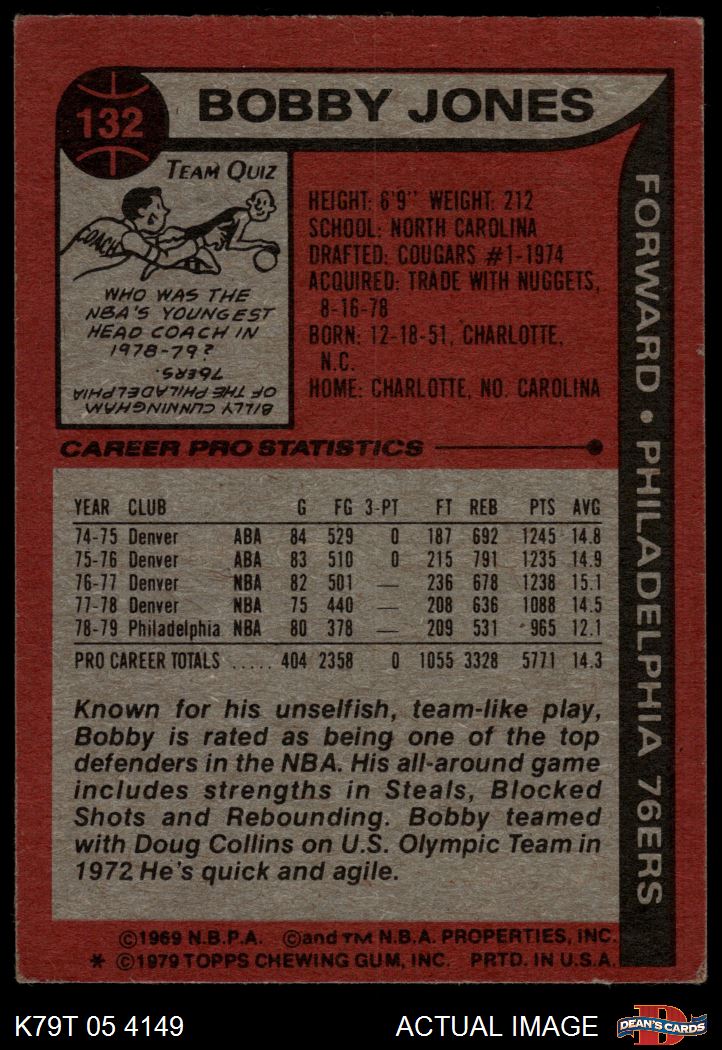 132
BOBBY JONES
TEAM QUIZ
COACH
WHO WAS THE
NBA'S YOUNGEST
HEAD COACH IN
1978-79?
BILLY CUNNINGHAM
OF THE PHILADELPHIA
76ERS.
HEIGHT: 6'9" WEIGHT: 212
SCHOOL: NORTH CAROLINA
DRAFTED: COUGARS #1-1974
ACQUIRED: TRADE WITH NUGGETS,
8-16-78
BORN: 12-18-51, CHARLOTTE,
N.C.
HOME: CHARLOTTE, NO. CAROLINA
FORWARD • PHILADELPHIA 76ERS
CAREER PRO STATISTICS
YEAR CLUB G FG 3-PT FT REB PTS AVG
74-75 Denver ABA 84 529 0 187 692 1245 14.8
75-76 Denver ABA 83 510 0 215 791 1235 14.9
76-77 Denver NBA 82 501 — 236 678 1238 15.1
77-78 Denver NBA 75 440 — 208 636 1088 14.5
78-79 Philadelphia NBA 80 378 — 209 531 965 12.1
PRO CAREER TOTALS ..... 404 2358 0 1055 3328 5771 14.3
Known for his unselfish, team-like play,
Bobby is rated as being one of the top
defenders in the NBA. His all-around game
includes strengths in Steals, Blocked
Shots and Rebounding. Bobby teamed
with Doug Collins on U.S. Olympic Team in
1972 He's quick and agile.
©1969 N.B.P.A. ©and TM N.B.A. PROPERTIES, INC.
* ©1979 TOPPS CHEWING GUM, INC. PRTD. IN U.S.A.
K79T 05 4149
ACTUAL IMAGE
D
DEAN'S CARDS